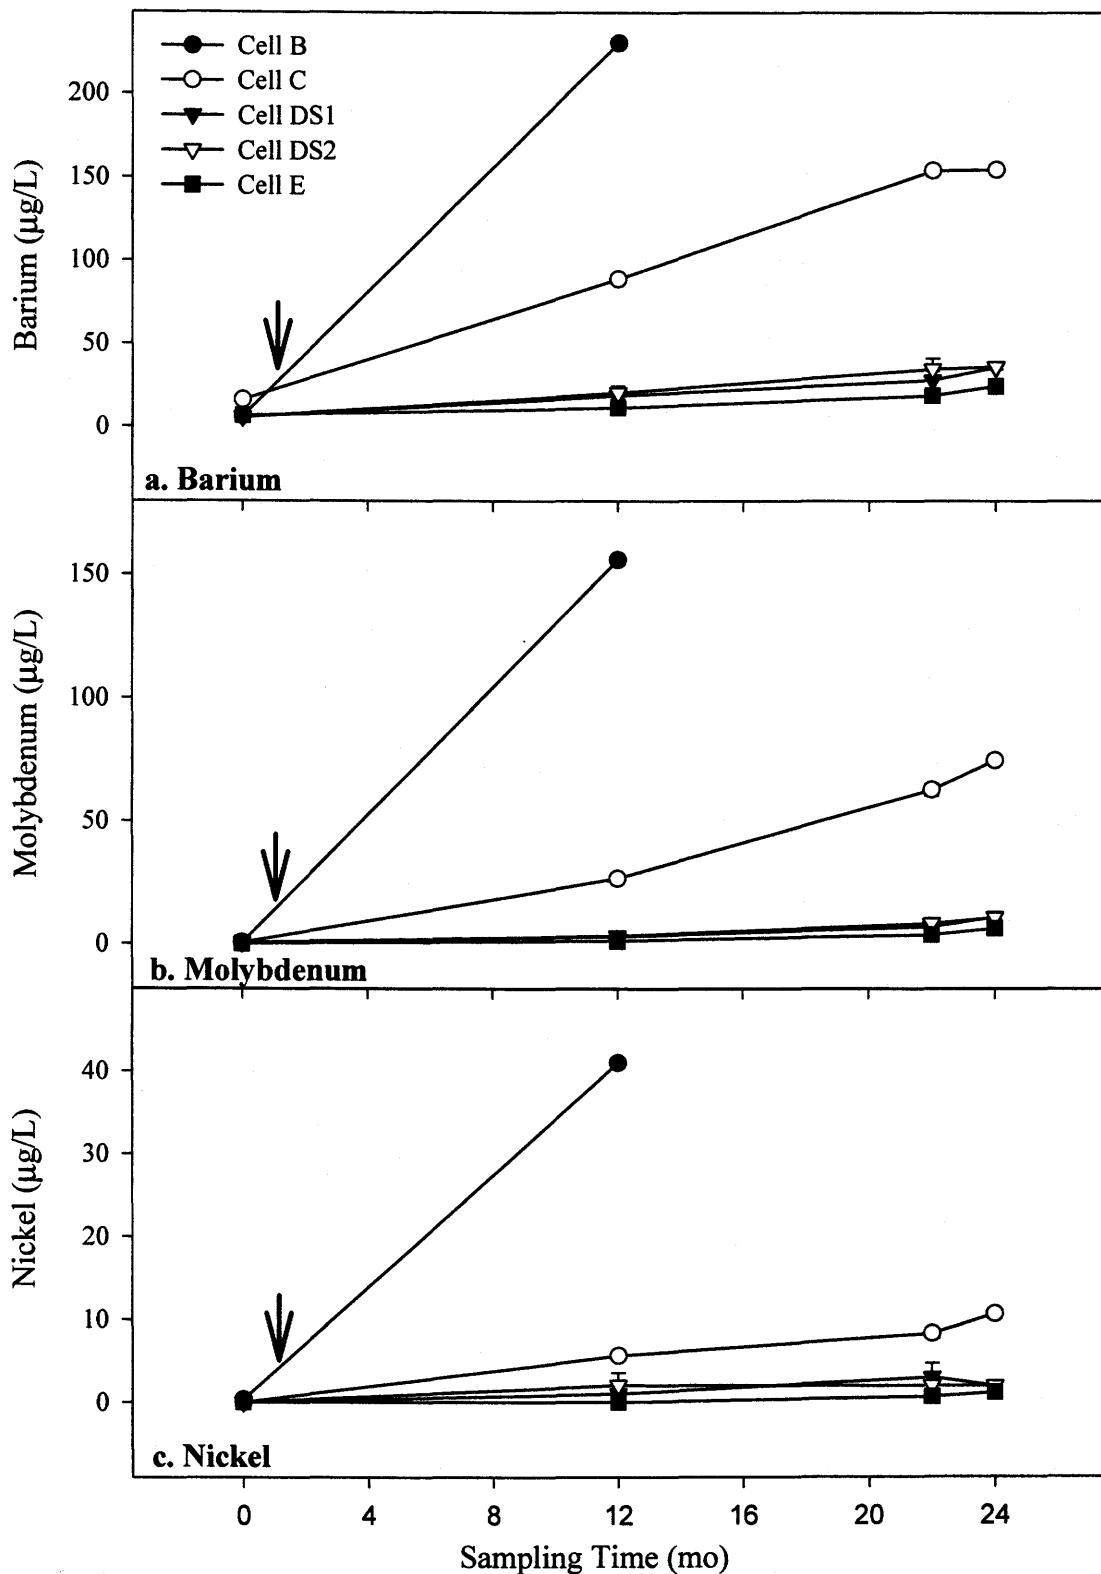 Cell B
Cell C
Cell DS1
Cell DS2
Cell E
Barium (µg/L)
200
150
100
50
0
a. Barium
Molybdenum (µg/L)
150
100
50
0
b. Molybdenum
Nickel (µg/L)
40
30
20
10
0
c. Nickel
0 4 8 12 16 20 24
Sampling Time (mo)